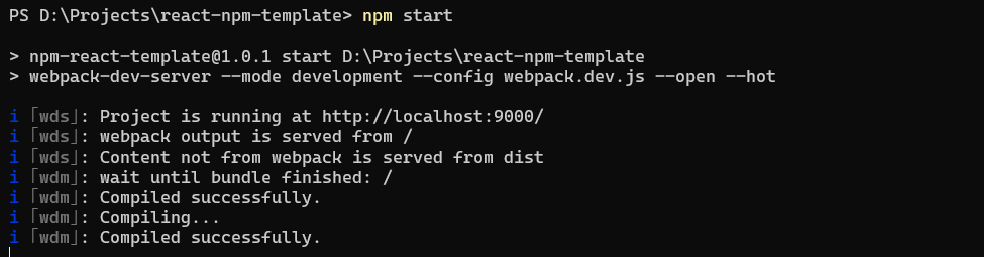 PS D:\Projects\react-npm-template> npm start
> npm-react-template@1.0.1 start D:\Projects\react-npm-template
> webpack-dev-server --mode development --config webpack.dev.js --open --hot
i ｢wds｣: Project is running at http://localhost:9000/
i ｢wds｣: webpack output is served from /
i ｢wds｣: Content not from webpack is served from dist
i ｢wdm｣: wait until bundle finished: /
i ｢wdm｣: Compiled successfully.
i ｢wdm｣: Compiling...
i ｢wdm｣: Compiled successfully.